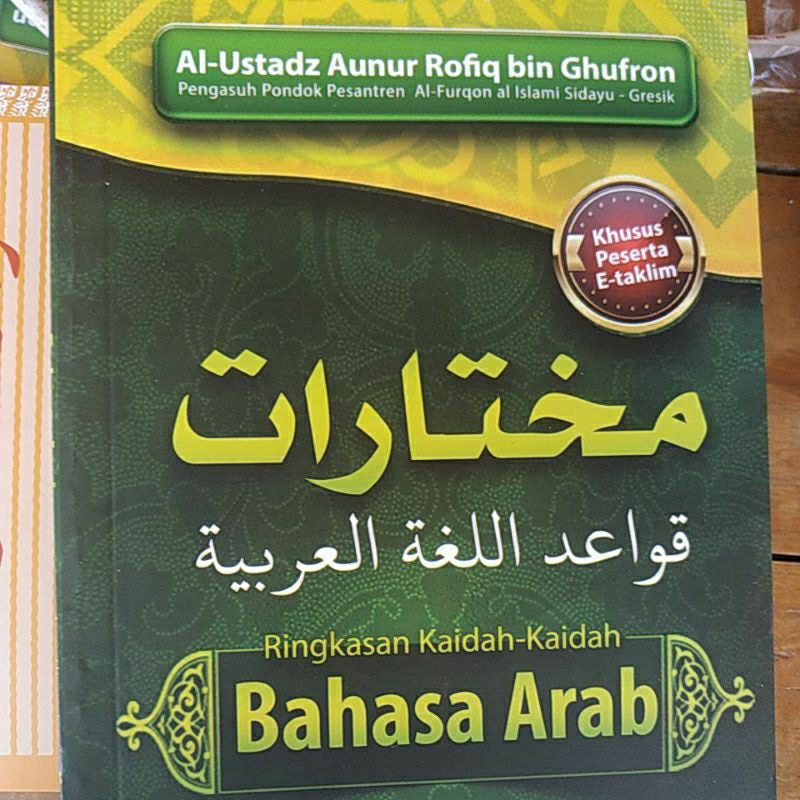 Al-Ustadz Aunur Rofiq bin Ghufron
Pengasuh Pondok Pesantren Al-Furqon al Islami Sidayu - Gresik
Khusus
Peserta
E-taklim
مختارات
قواعد اللغة العربية
Ringkasan Kaidah-Kaidah
Bahasa Arab